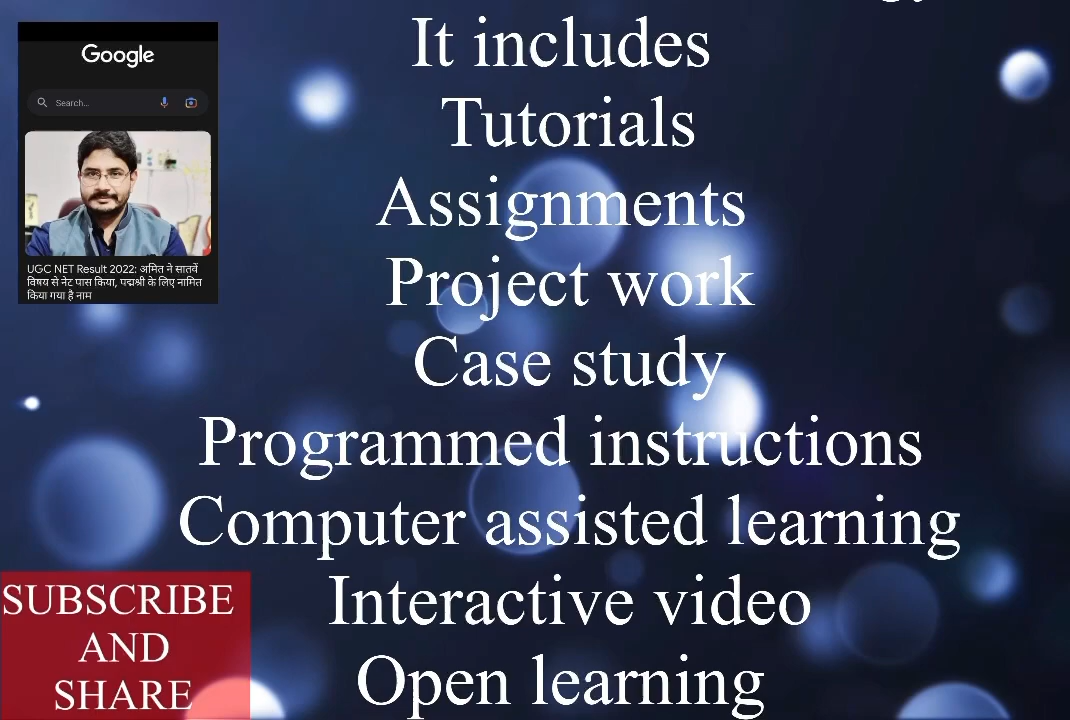 Google
Search...
UGC NET Result 2022: अमित ने सातवें
विषय से नेट पास किया, पद्मश्री के लिए नामित
किया गया है नाम
It includes
Tutorials
Assignments
Project work
Case study
Programmed instructions
Computer assisted learning
Interactive video
Open learning
SUBSCRIBE
AND
SHARE